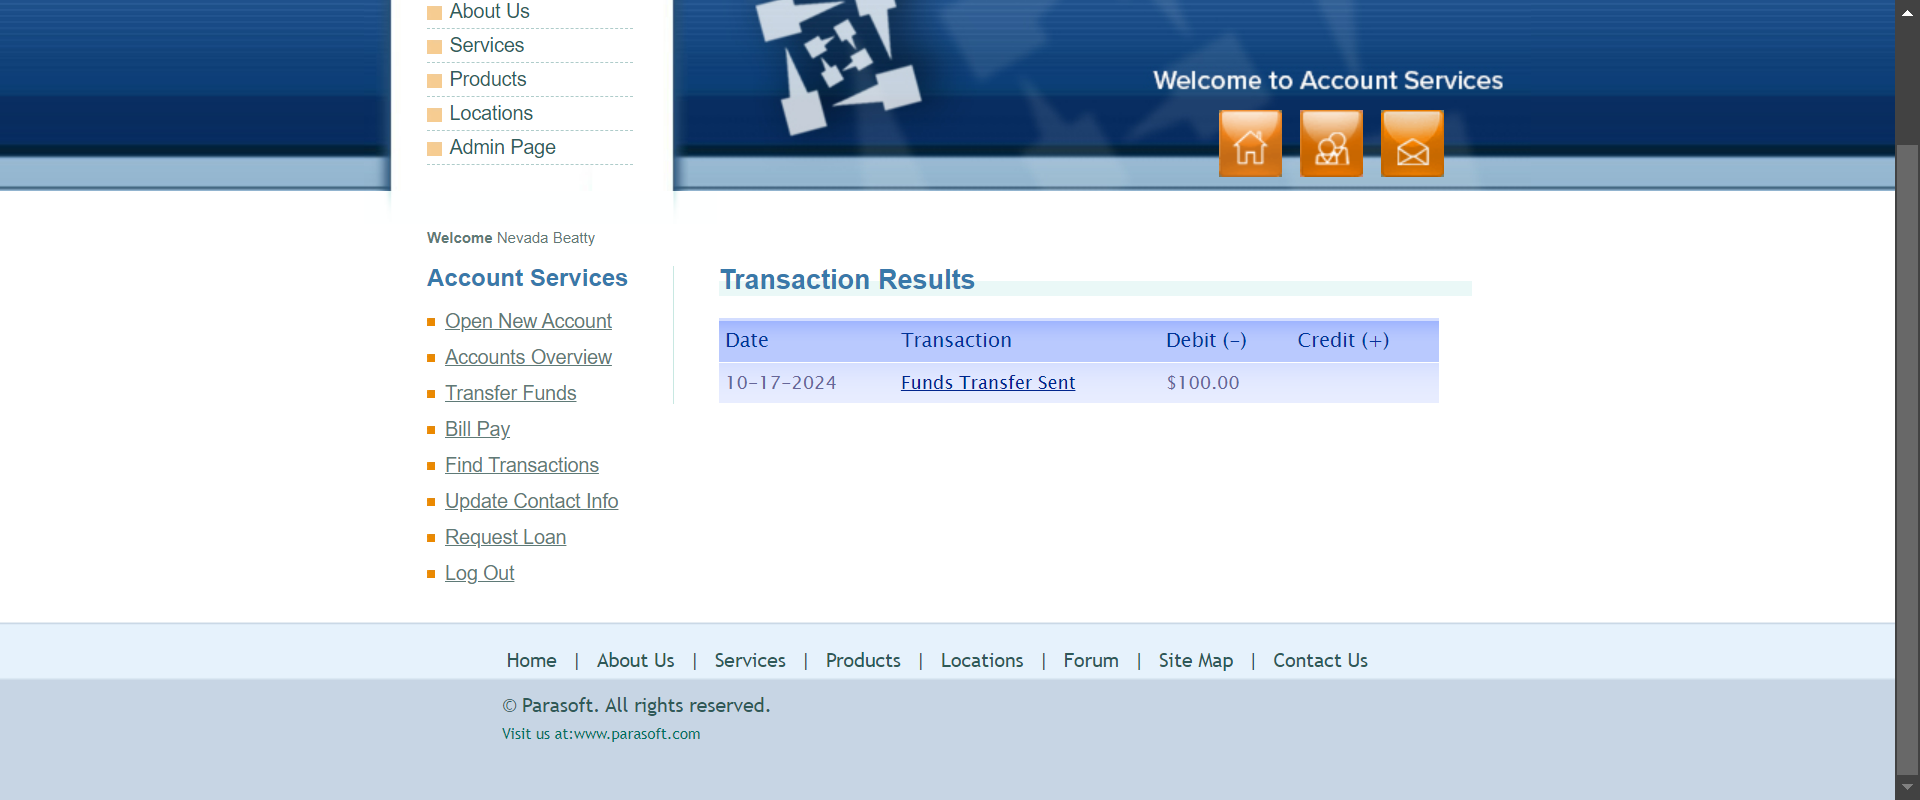 About Us
Services
Products
Locations
Admin Page
Welcome to Account Services
Welcome Nevada Beatty
Account Services
Open New Account
Accounts Overview
Transfer Funds
Bill Pay
Find Transactions
Update Contact Info
Request Loan
Log Out
Transaction Results
Date Transaction Debit (-) Credit (+)
10-17-2024 Funds Transfer Sent $100.00
Home | About Us | Services | Products | Locations | Forum | Site Map | Contact Us
© Parasoft. All rights reserved.
Visit us at:www.parasoft.com